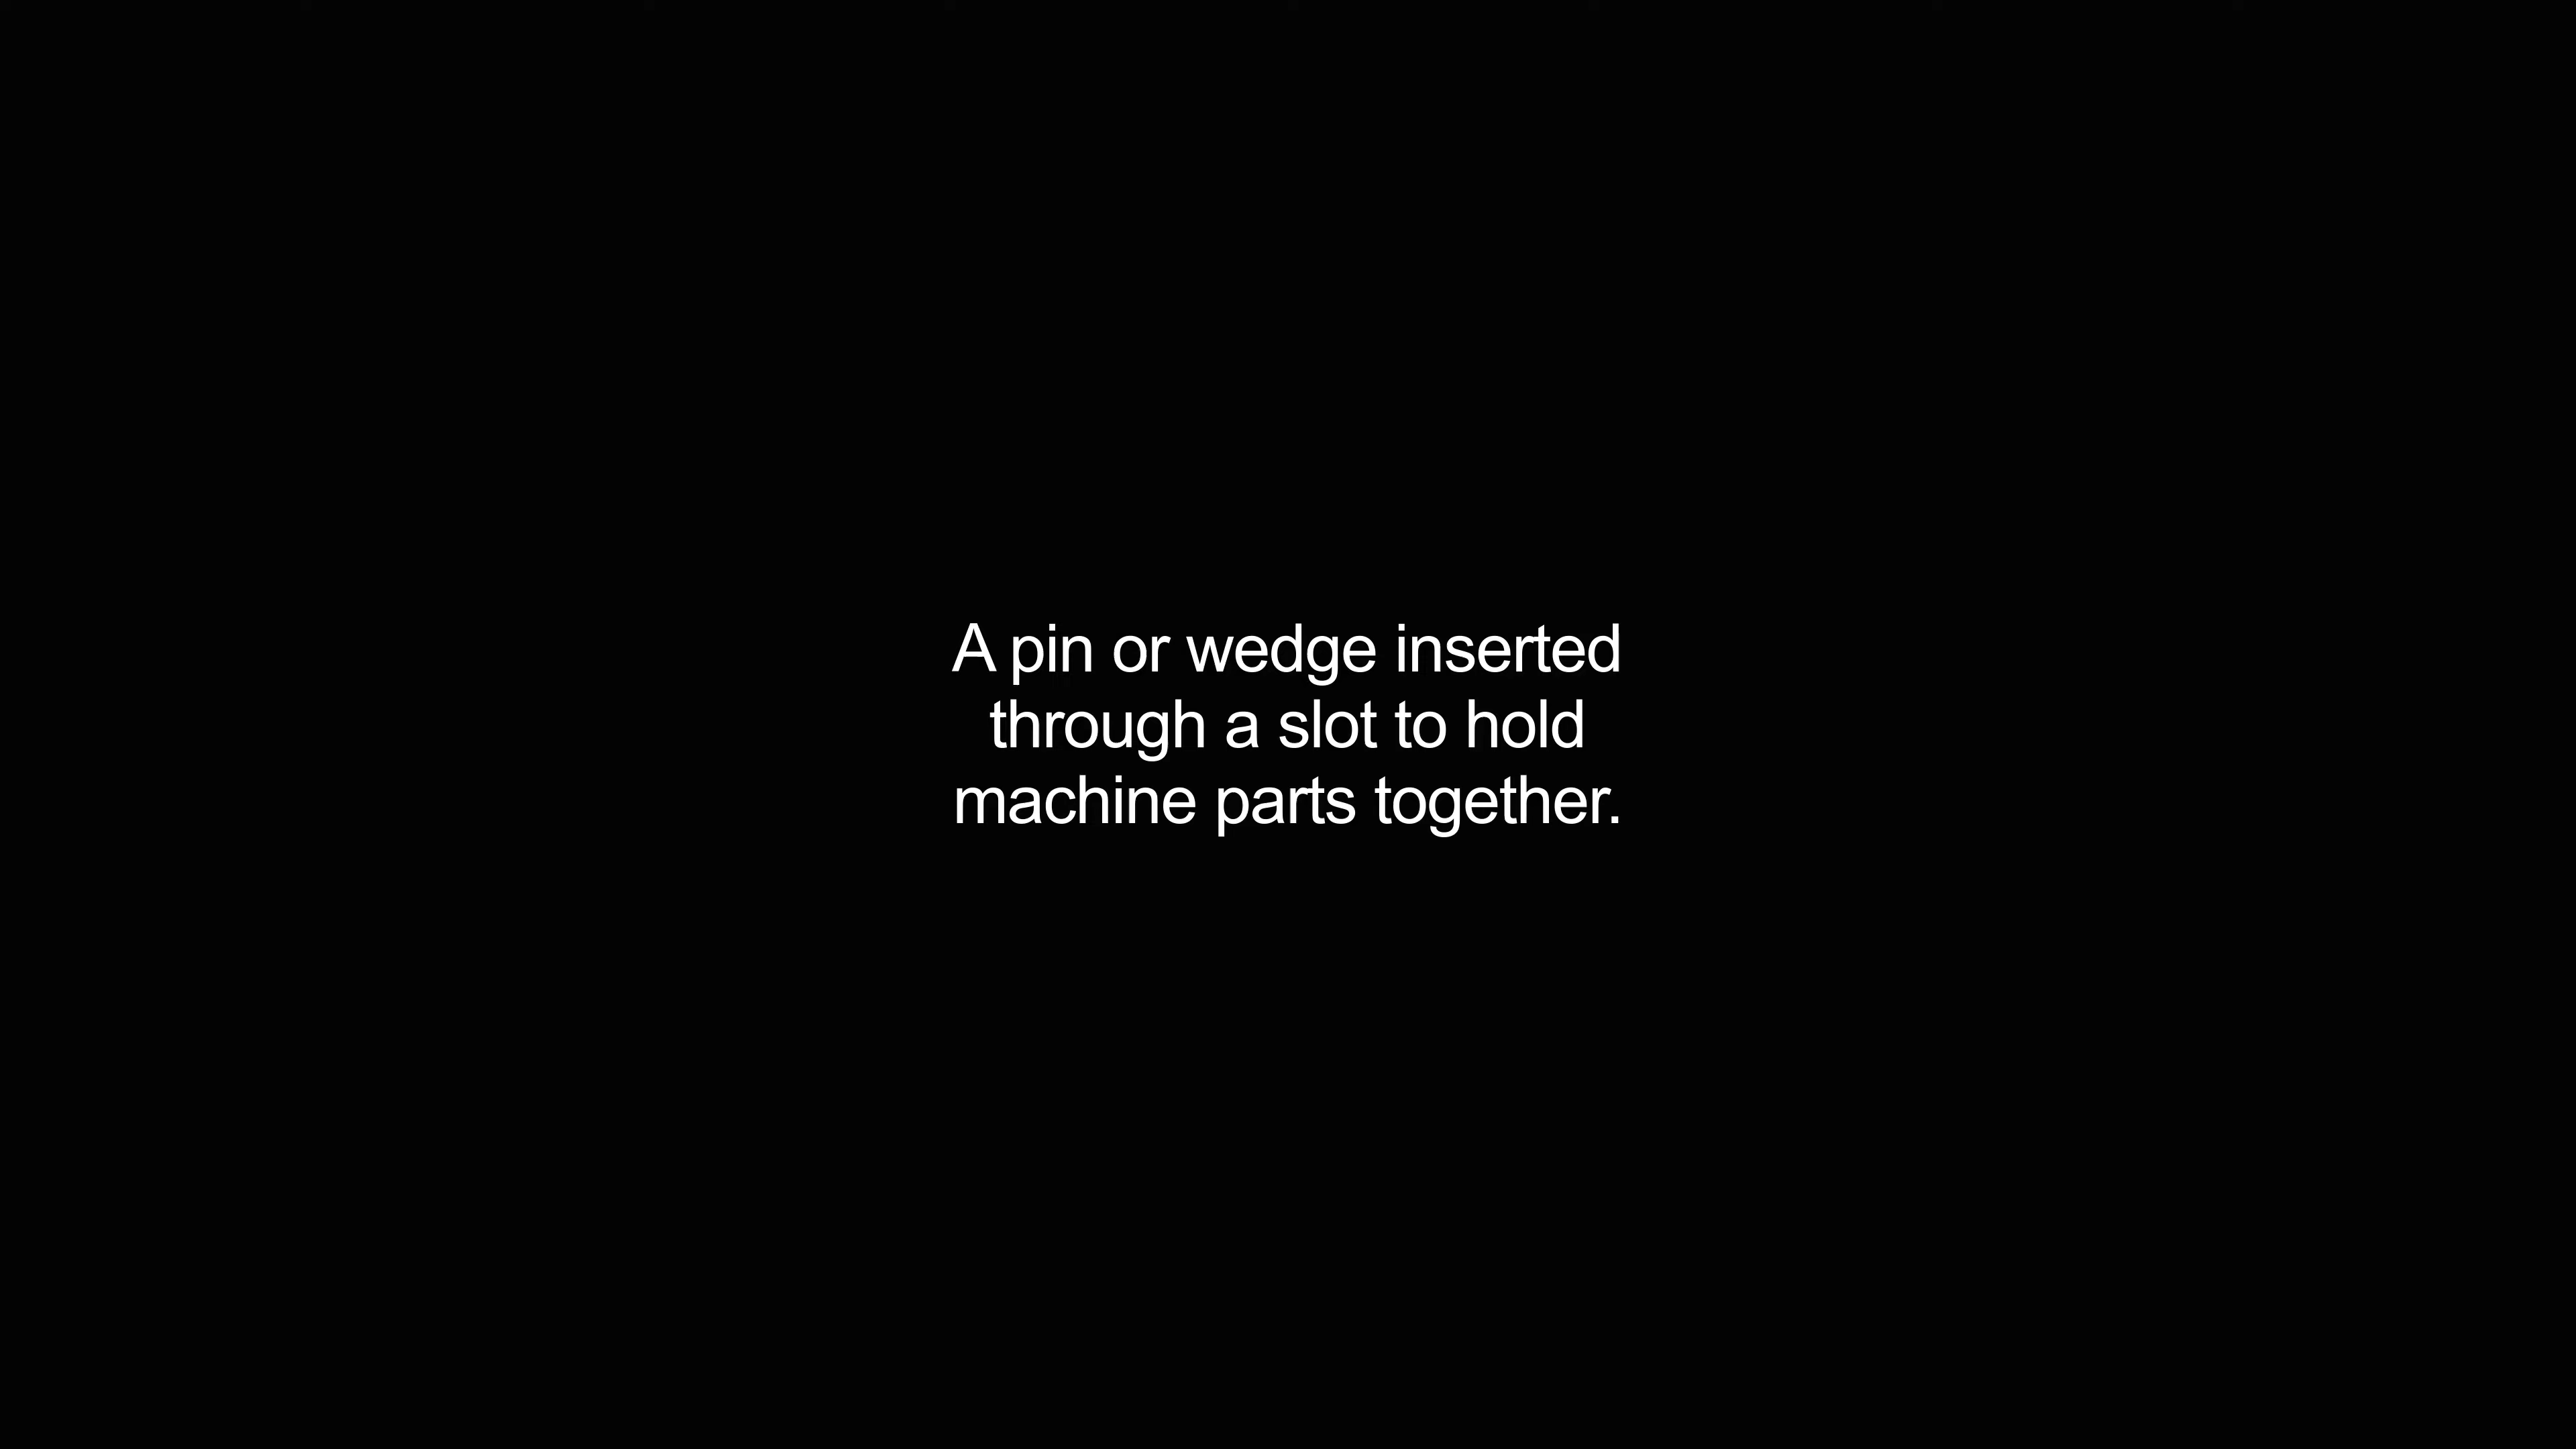 A pin or wedge inserted
through a slot to hold
machine parts together.